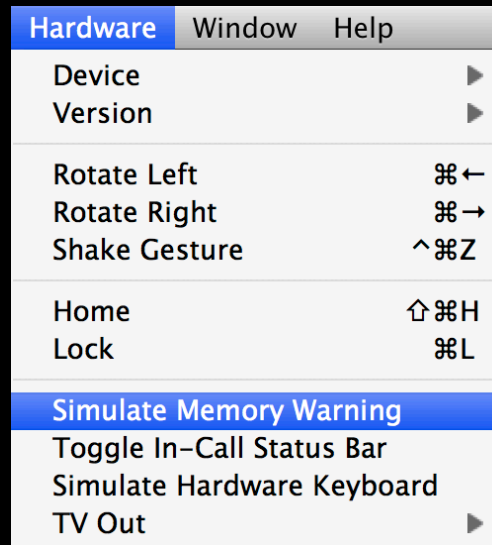 Hardware Window Help
Device ▶
Version ▶
Rotate Left ⌘←
Rotate Right ⌘→
Shake Gesture ^⌘Z
Home ⇧⌘H
Lock ⌘L
Simulate Memory Warning
Toggle In-Call Status Bar
Simulate Hardware Keyboard
TV Out ▶